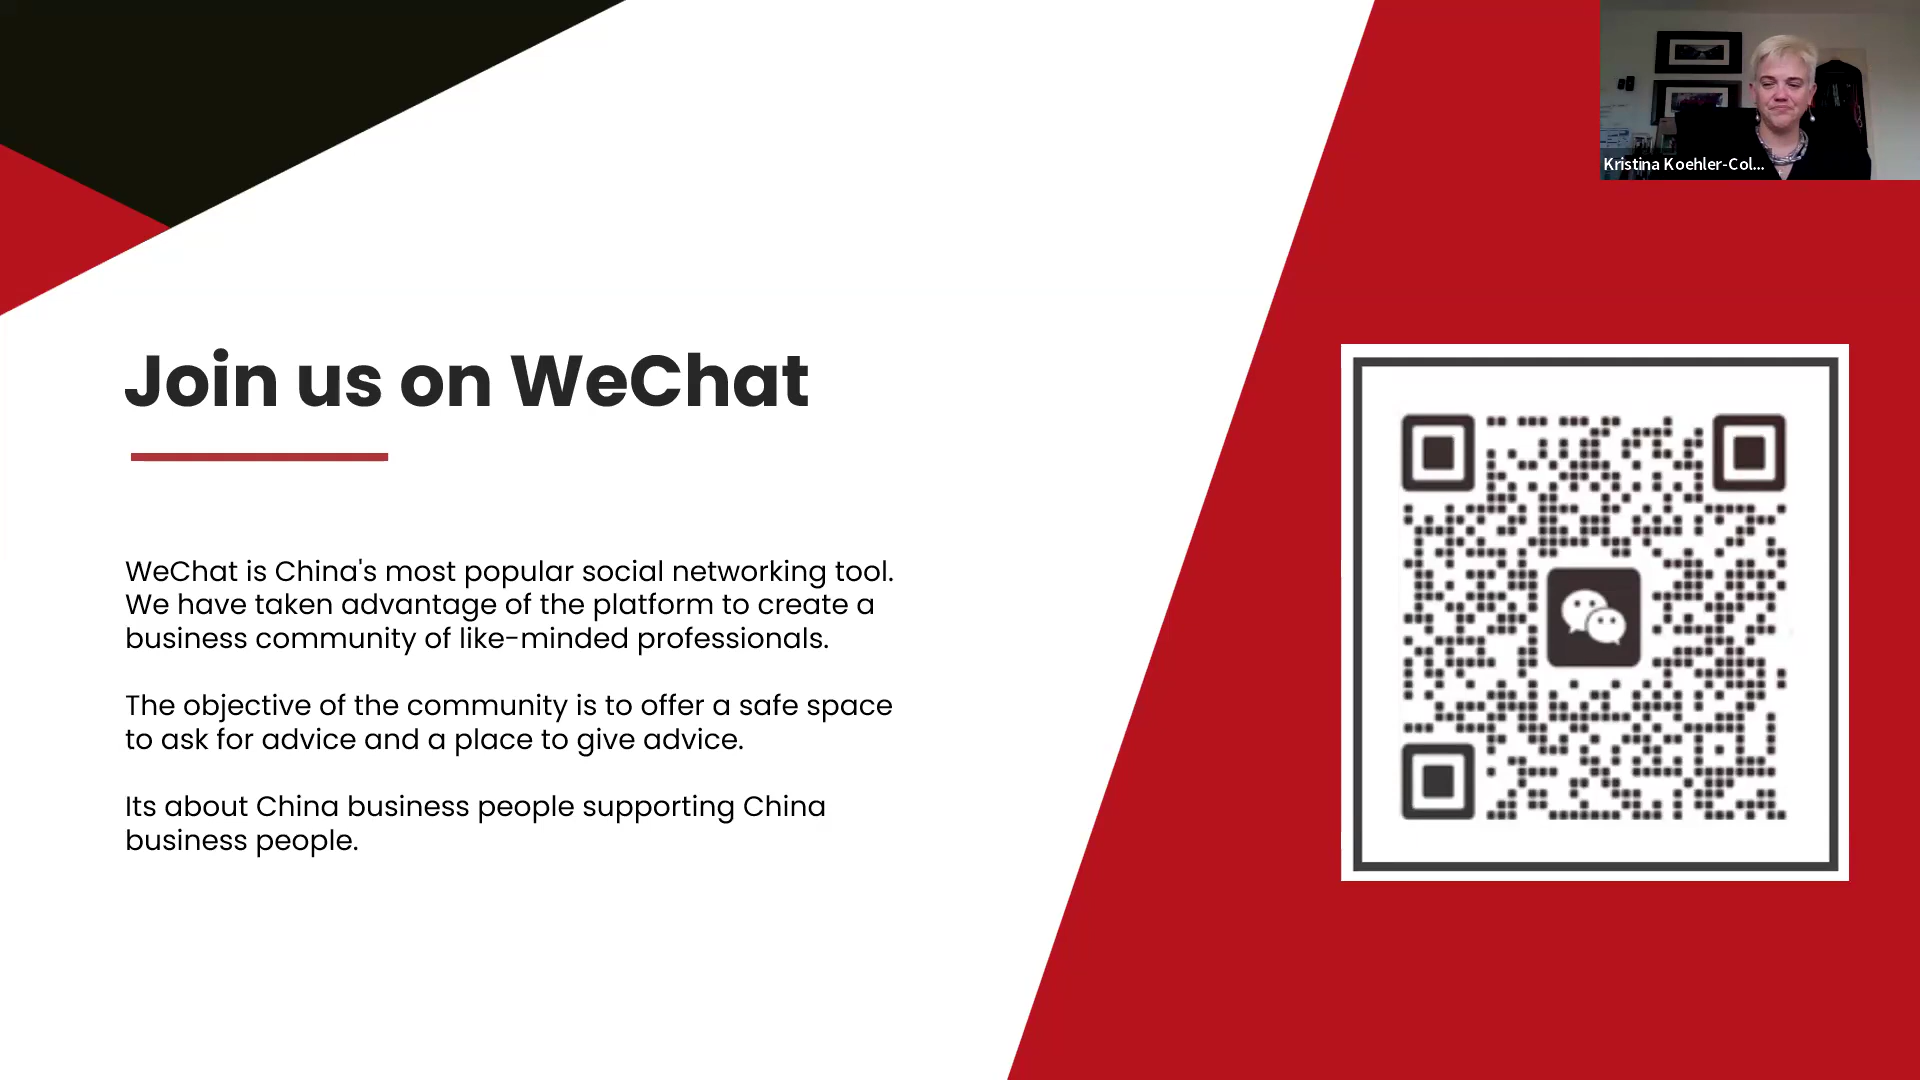 Kristina Koehler-Col...
Join us on WeChat
WeChat is China's most popular social networking tool.
We have taken advantage of the platform to create a
business community of like-minded professionals.
The objective of the community is to offer a safe space
to ask for advice and a place to give advice.
Its about China business people supporting China
business people.